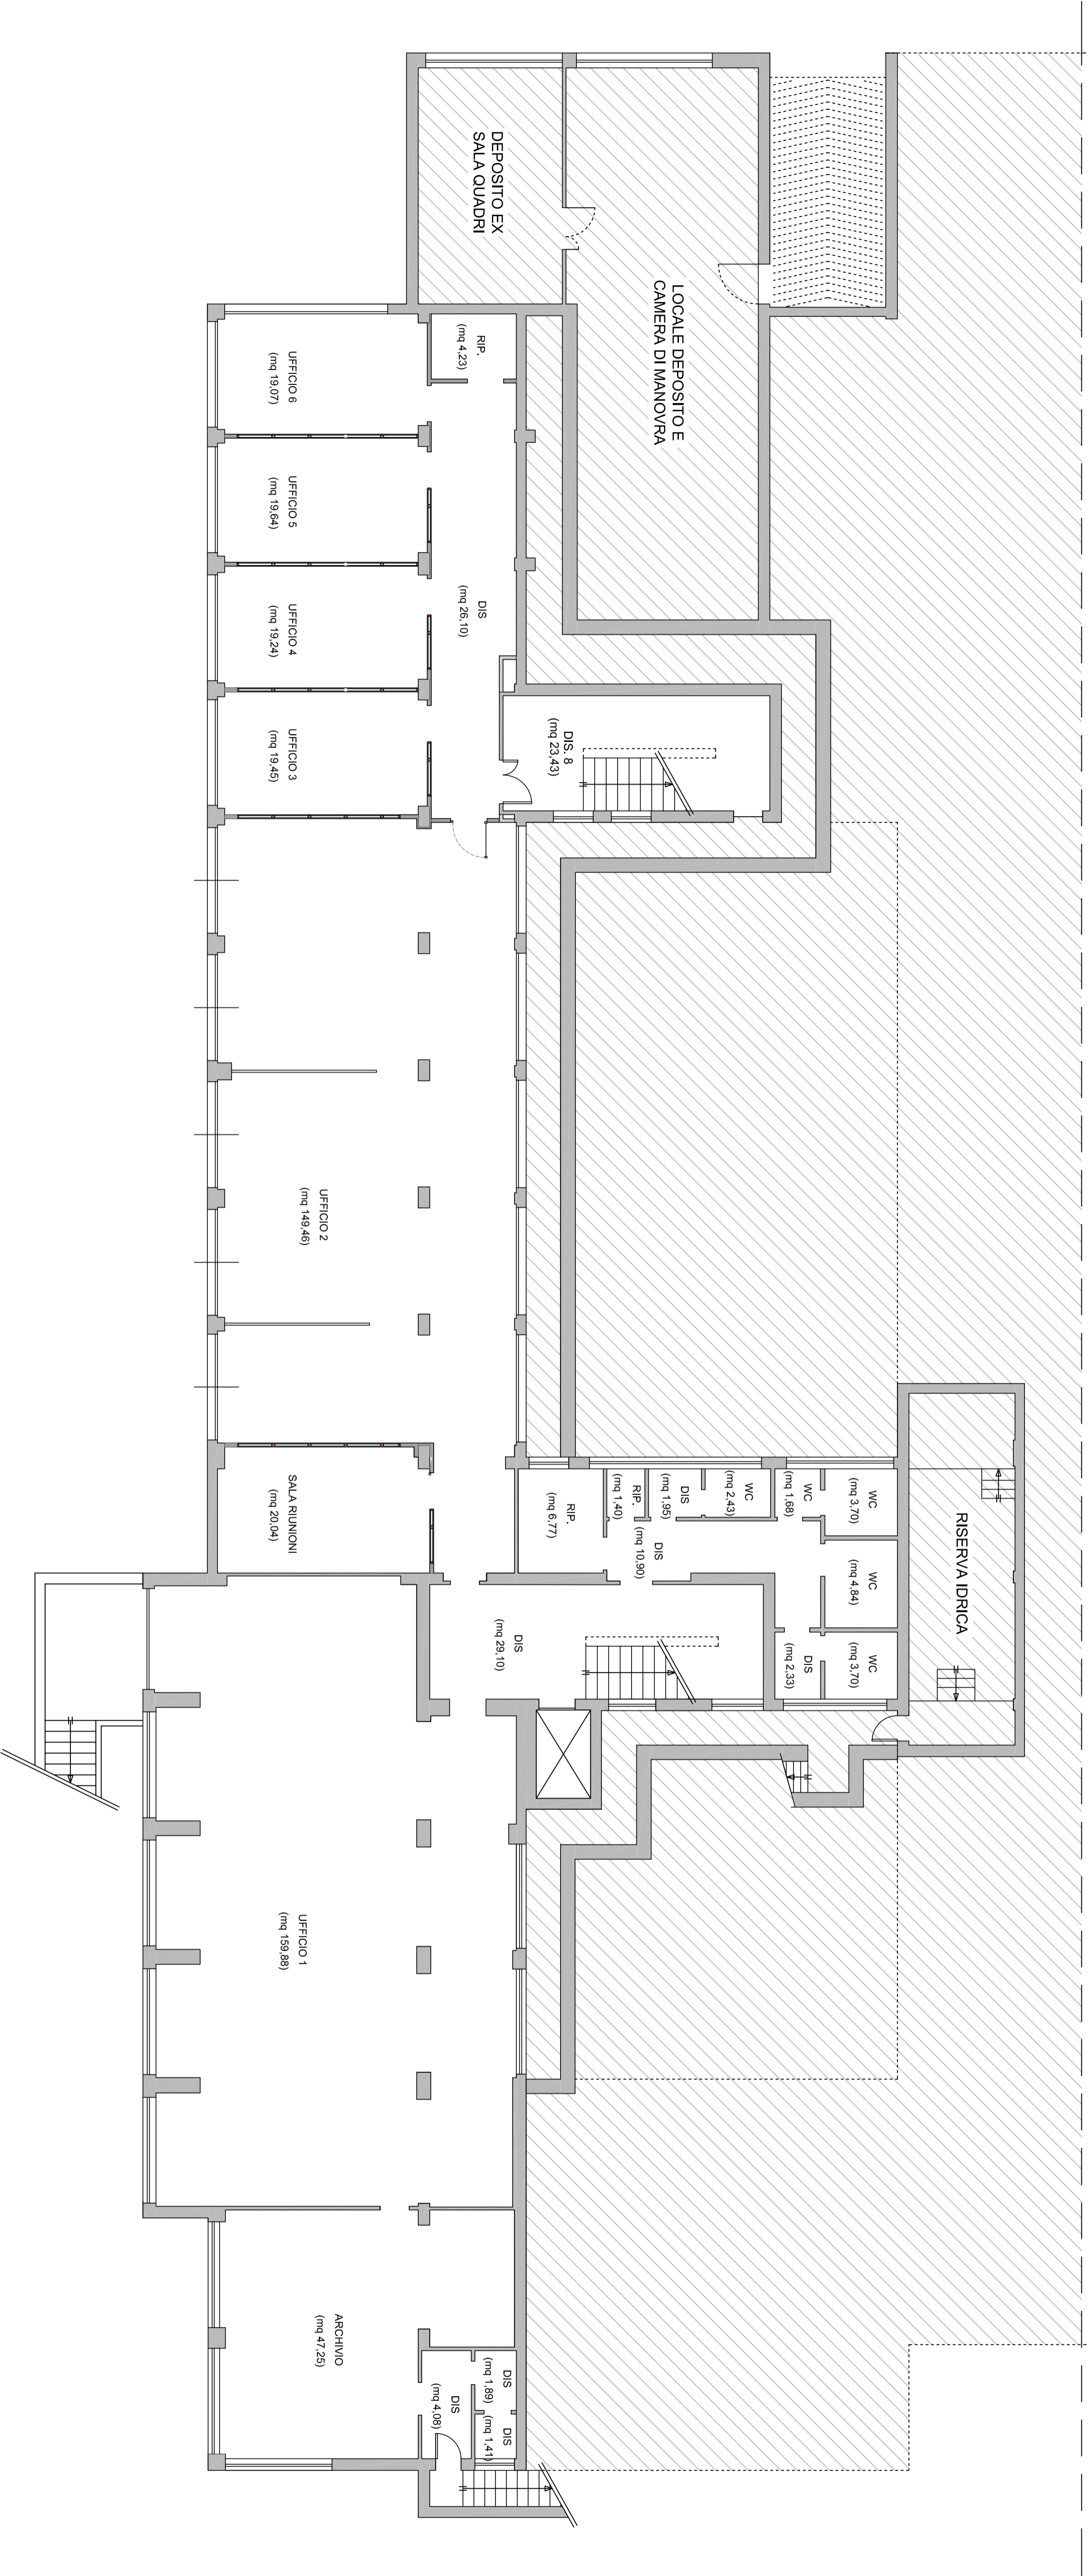 DEPOSITO EX
SALA QUADRI
LOCALE DEPOSITO E
CAMERA DI MANOVRA
RIP.
(mq 4,23)
UFFICIO 6
(mq 19,07)
UFFICIO 5
(mq 19,64)
UFFICIO 4
(mq 19,24)
UFFICIO 3
(mq 19,45)
DIS
(mq 26,10)
DIS. 8
(mq 23,43)
UFFICIO 2
(mq 149,46)
SALA RIUNIONI
(mq 20,04)
RIP.
(mq 6,77)
RIP.
(mq 1,40)
DIS
(mq 1,95)
WC
(mq 2,43)
WC
(mq 1,68)
WC
(mq 3,70)
DIS
(mq 10,90)
WC
(mq 4,84)
WC
(mq 3,70)
DIS
(mq 2,33)
DIS
(mq 29,10)
RISERVA IDRICA
UFFICIO 1
(mq 159,88)
ARCHIVIO
(mq 47,25)
DIS
(mq 1,89)
DIS
(mq 1,41)
DIS
(mq 4,08)